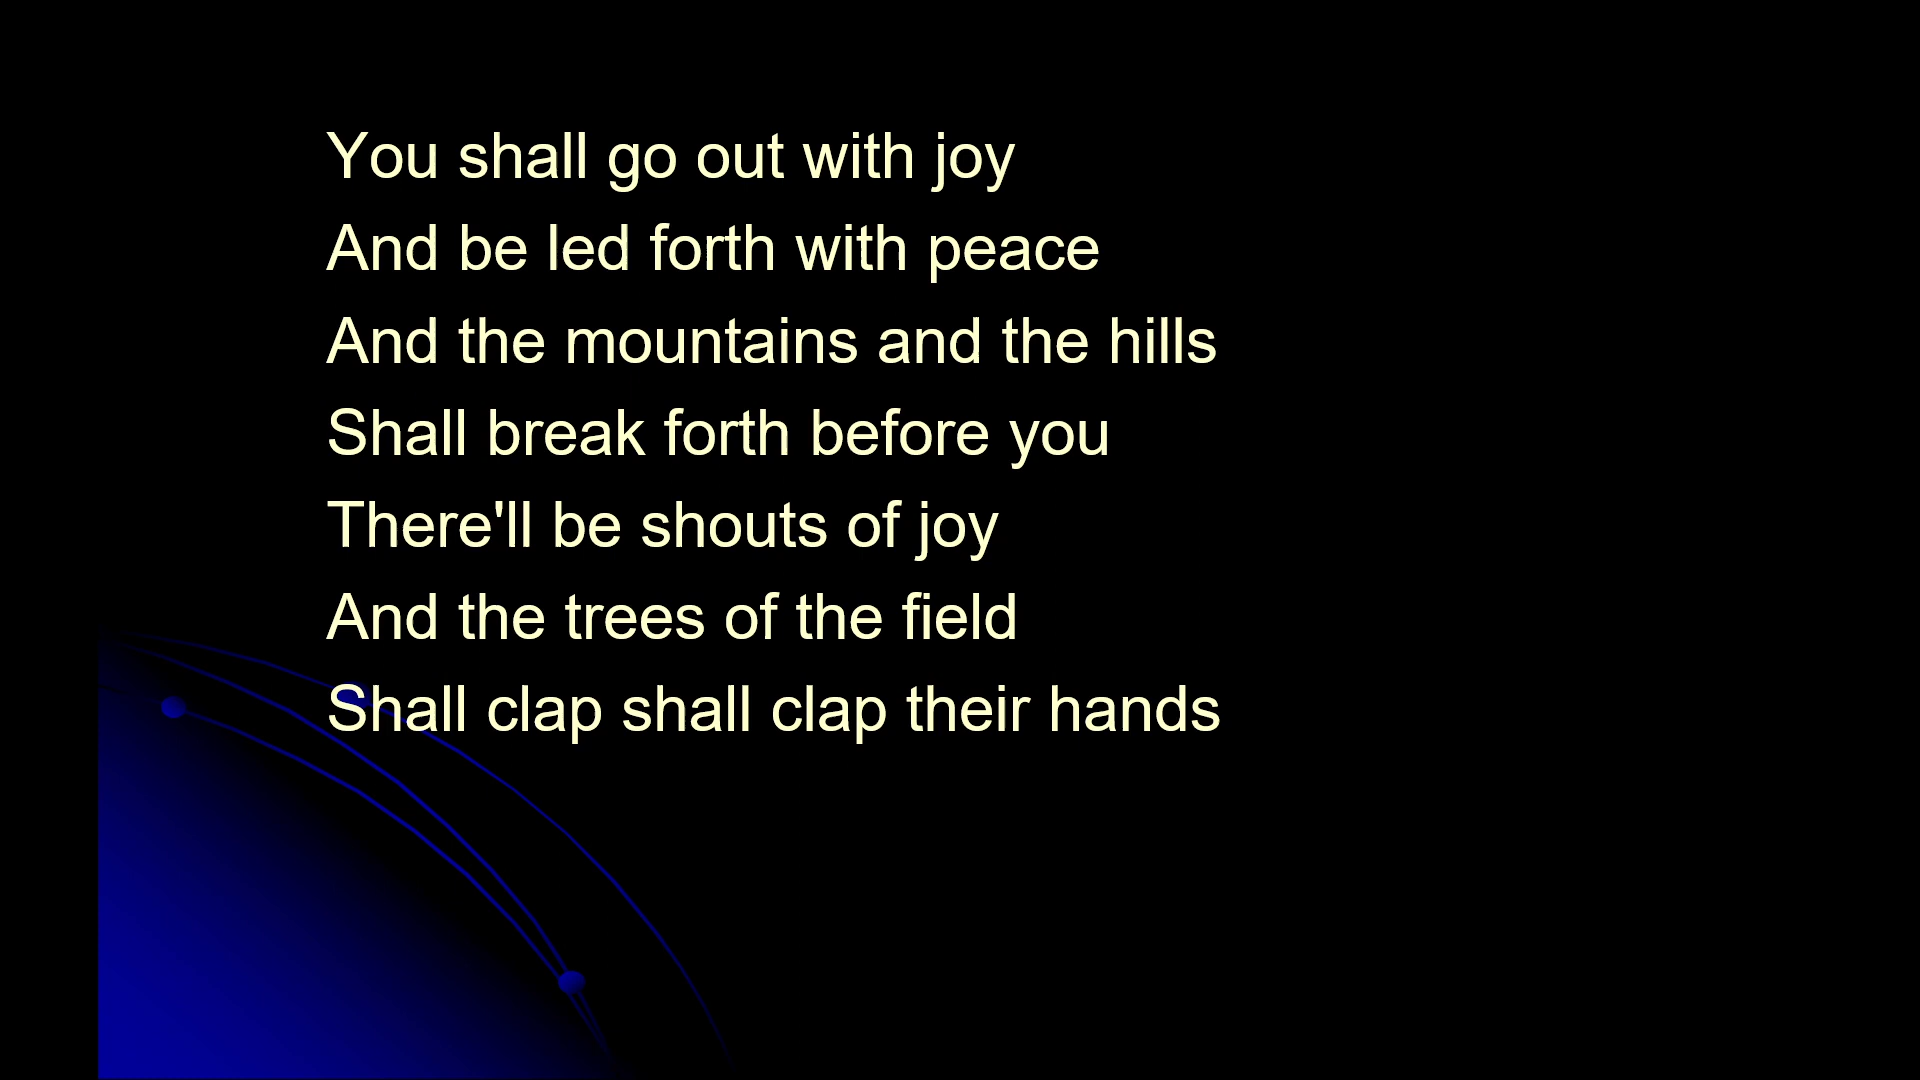 You shall go out with joy
And be led forth with peace
And the mountains and the hills
Shall break forth before you
There'll be shouts of joy
And the trees of the field
Shall clap shall clap their hands